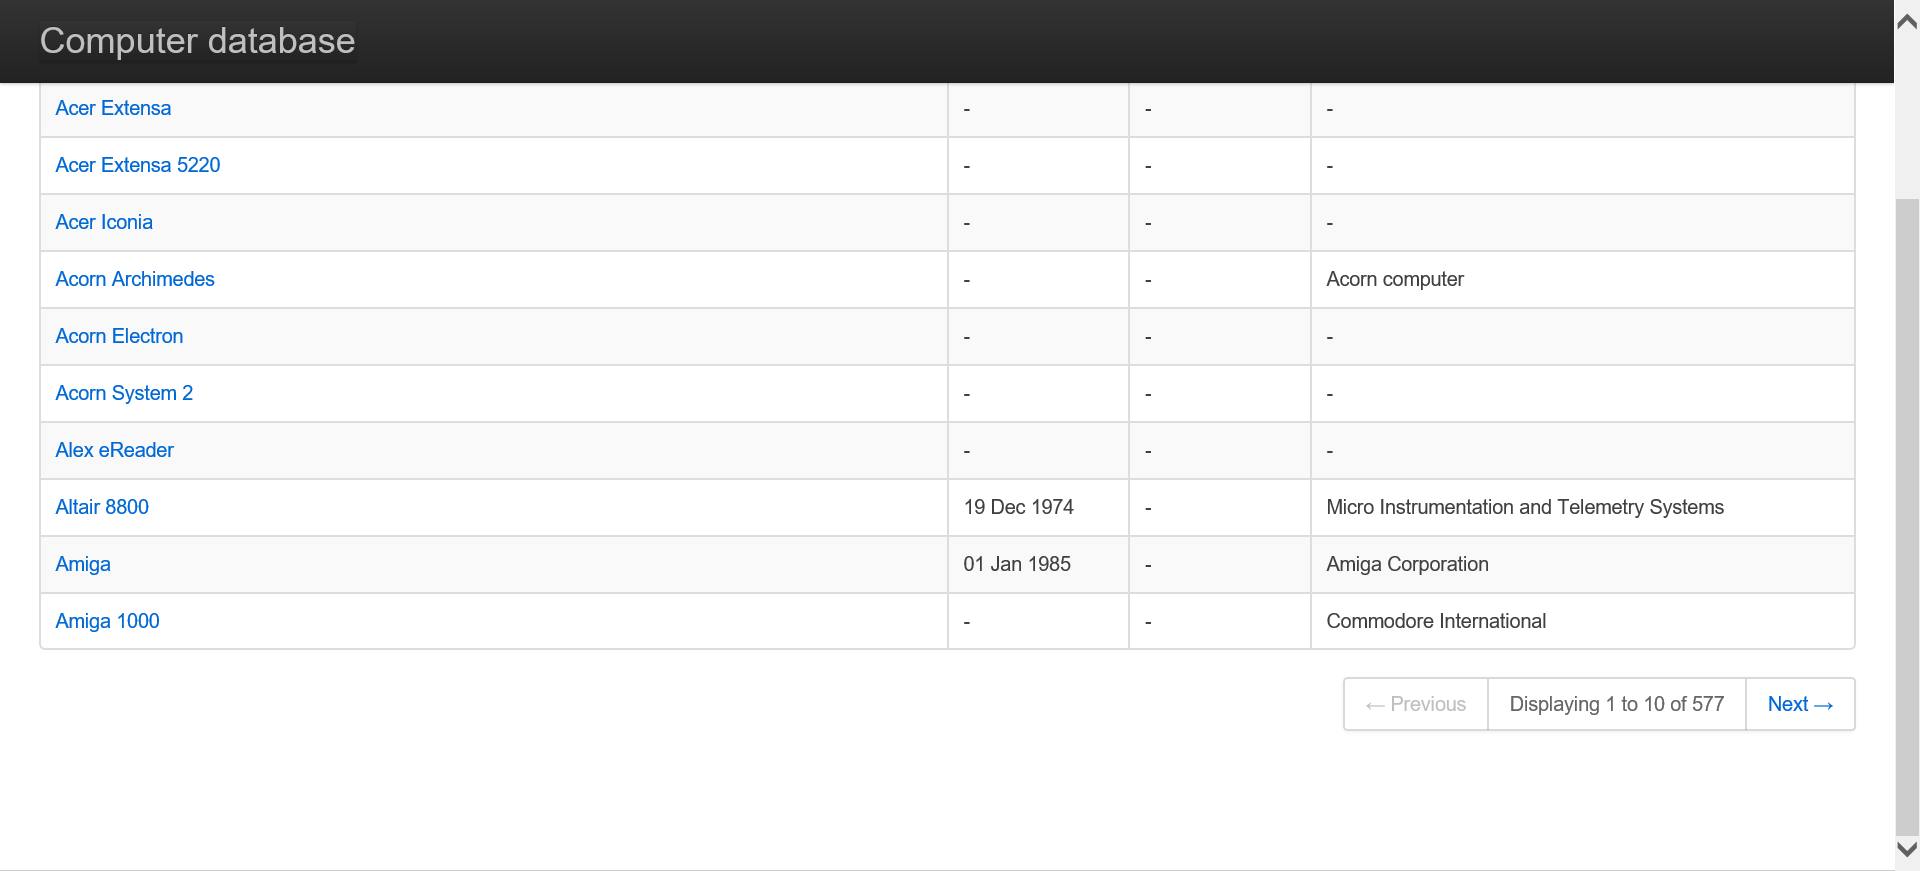 Computer database
Acer Extensa - - -
Acer Extensa 5220 - - -
Acer Iconia - - -
Acorn Archimedes - - Acorn computer
Acorn Electron - - -
Acorn System 2 - - -
Alex eReader - - -
Altair 8800 19 Dec 1974 - Micro Instrumentation and Telemetry Systems
Amiga 01 Jan 1985 - Amiga Corporation
Amiga 1000 - - Commodore International
← Previous Displaying 1 to 10 of 577 Next →